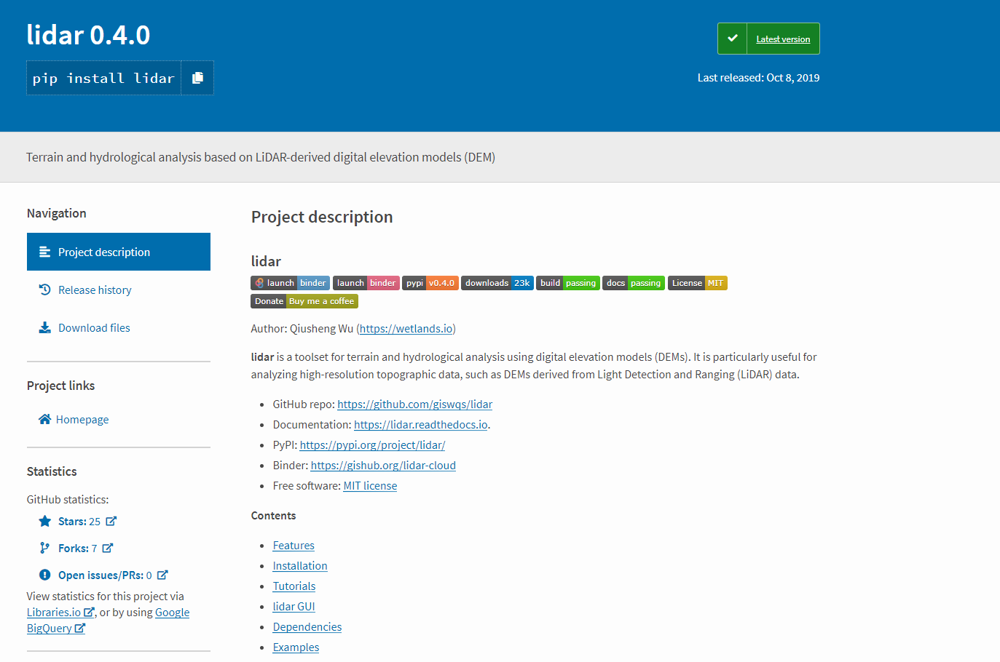 lidar 0.4.0
pip install lidar
Latest version
Last released: Oct 8, 2019
Terrain and hydrological analysis based on LiDAR-derived digital elevation models (DEM)
Navigation
Project description
Release history
Download files
Project links
Homepage
Statistics
GitHub statistics:
Stars: 25
Forks: 7
Open issues/PRs: 0
View statistics for this project via
Libraries.io, or by using Google
BigQuery
Project description
lidar
launch binder launch binder pypi v0.4.0 downloads 23k build passing docs passing License MIT
Donate Buy me a coffee
Author: Qiusheng Wu (https://wetlands.io)
lidar is a toolset for terrain and hydrological analysis using digital elevation models (DEMs). It is particularly useful for
analyzing high-resolution topographic data, such as DEMs derived from Light Detection and Ranging (LiDAR) data.
• GitHub repo: https://github.com/giswqs/lidar
• Documentation: https://lidar.readthedocs.io.
• PyPI: https://pypi.org/project/lidar/
• Binder: https://gishub.org/lidar-cloud
• Free software: MIT license
Contents
• Features
• Installation
• Tutorials
• lidar GUI
• Dependencies
• Examples